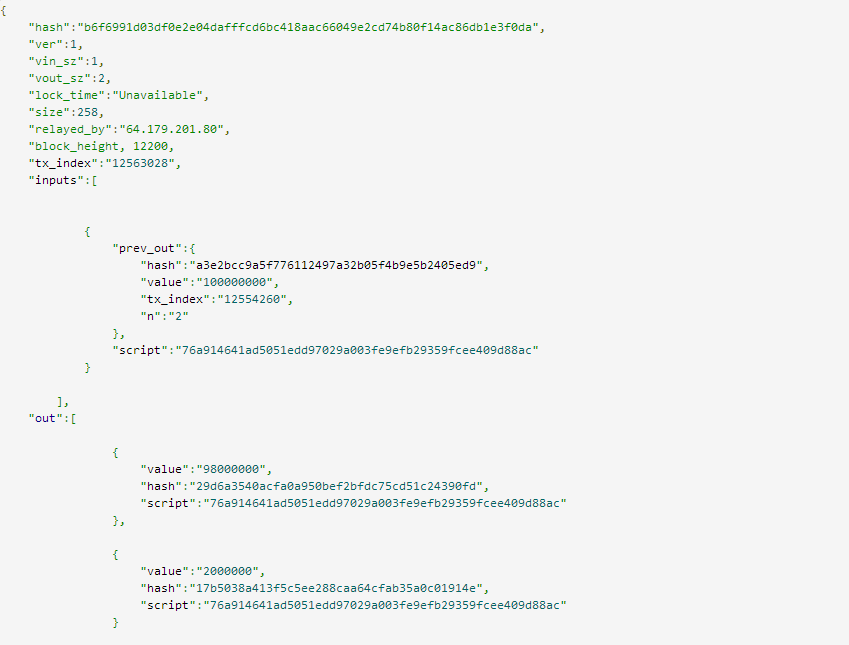 {
"hash":"b6f6991d03df0e2e04dafffcd6bc418aac66049e2cd74b80f14ac86db1e3f0da",
"ver":1,
"vin_sz":1,
"vout_sz":2,
"lock_time":"Unavailable",
"size":258,
"relayed_by":"64.179.201.80",
"block_height, 12200,
"tx_index":"12563028",
"inputs":[
{
"prev_out":{
"hash":"a3e2bcc9a5f776112497a32b05f4b9e5b2405ed9",
"value":"100000000",
"tx_index":"12554260",
"n":"2"
},
"script":"76a914641ad5051edd97029a003fe9efb29359fcee409d88ac"
}
],
"out":[
{
"value":"98000000",
"hash":"29d6a3540acfa0a950bef2bfdc75cd51c24390fd",
"script":"76a914641ad5051edd97029a003fe9efb29359fcee409d88ac"
},
{
"value":"2000000",
"hash":"17b5038a413f5c5ee288caa64cfab35a0c01914e",
"script":"76a914641ad5051edd97029a003fe9efb29359fcee409d88ac"
}